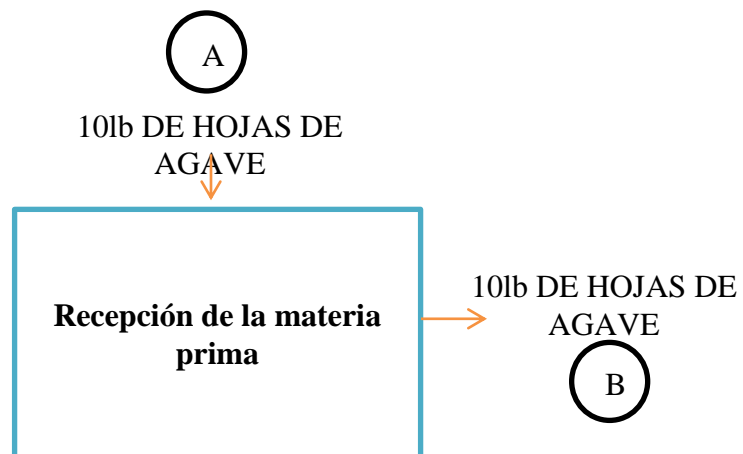 A
10lb DE HOJAS DE
AGAVE
Recepción de la materia
prima
10lb DE HOJAS DE
AGAVE
B